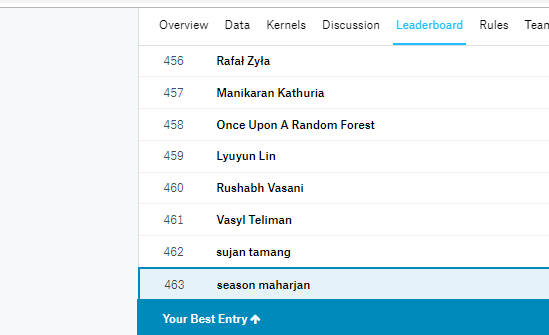 Overview Data Kernels Discussion Leaderboard Rules Team
456 Rafał Zyła
457 Manikaran Kathuria
458 Once Upon A Random Forest
459 Lyuyun Lin
460 Rushabh Vasani
461 Vasyl Teliman
462 sujan tamang
463 season maharjan
Your Best Entry ↑